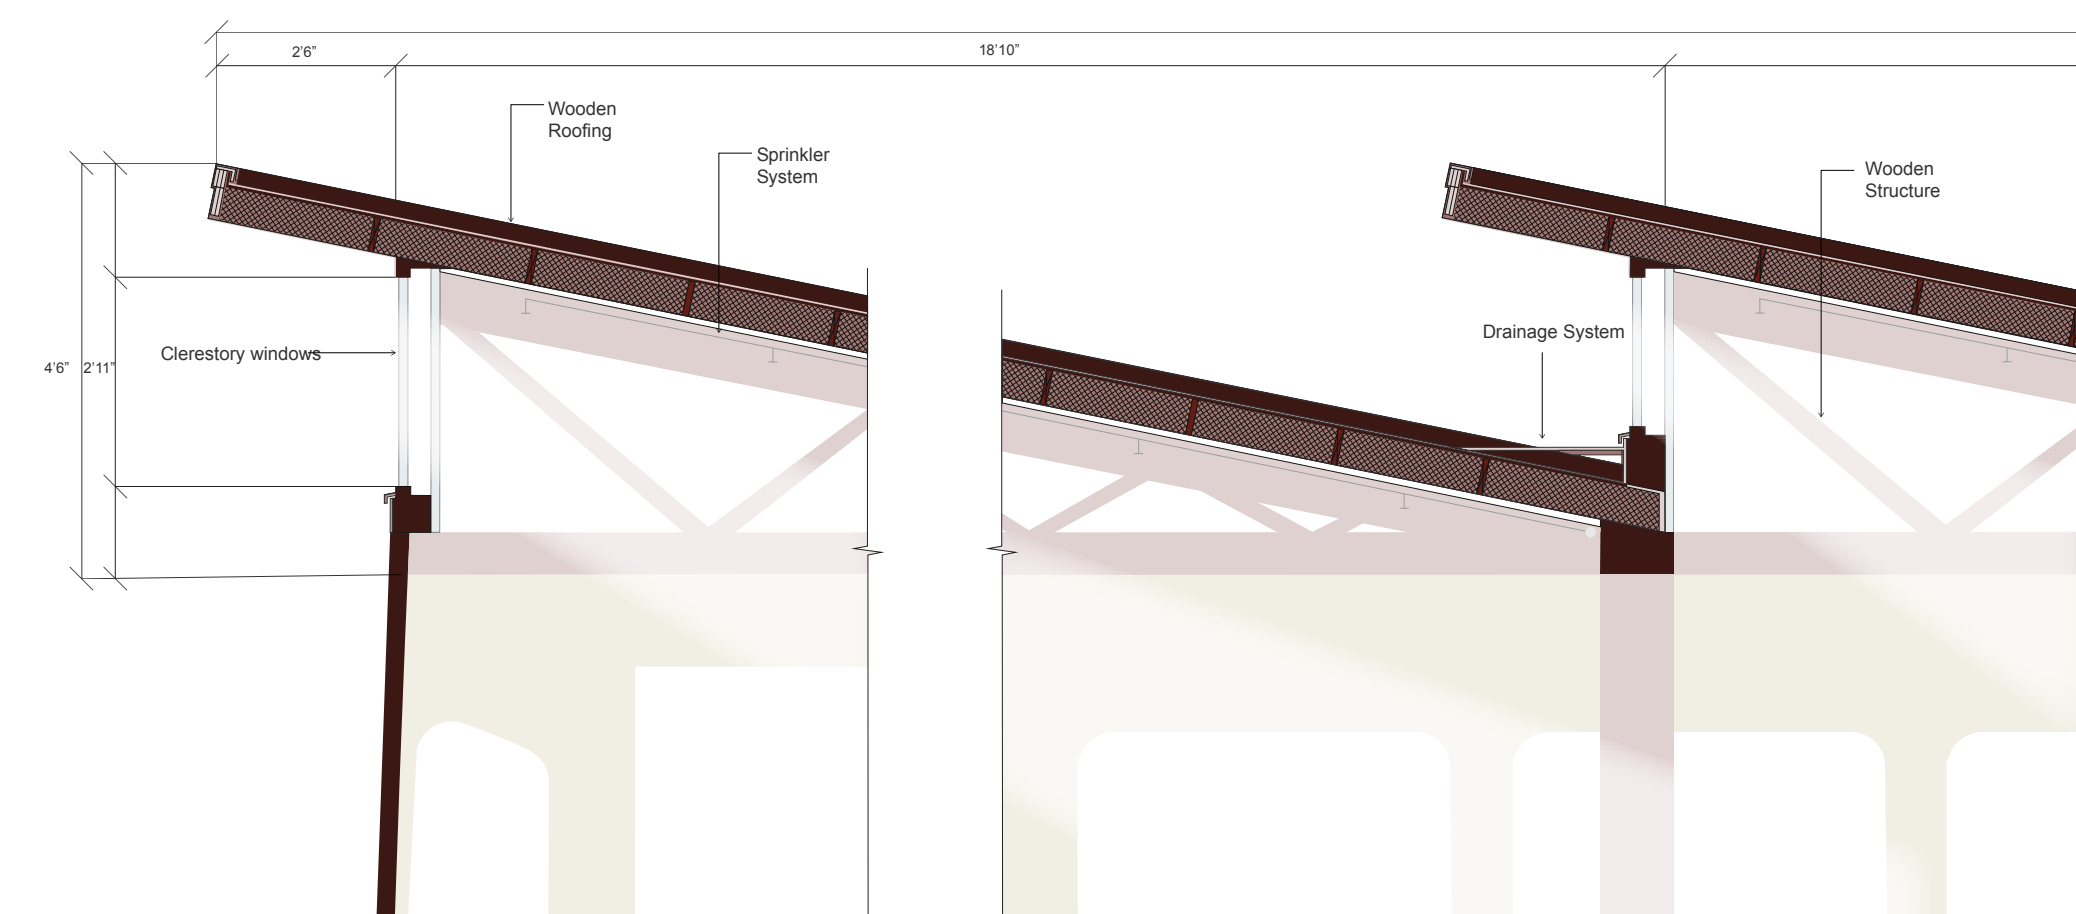 2’6”
18’10”
Wooden
Roofing
Sprinkler
System
Wooden
Structure
Drainage System
Clerestory windows
4’6”
2’11”